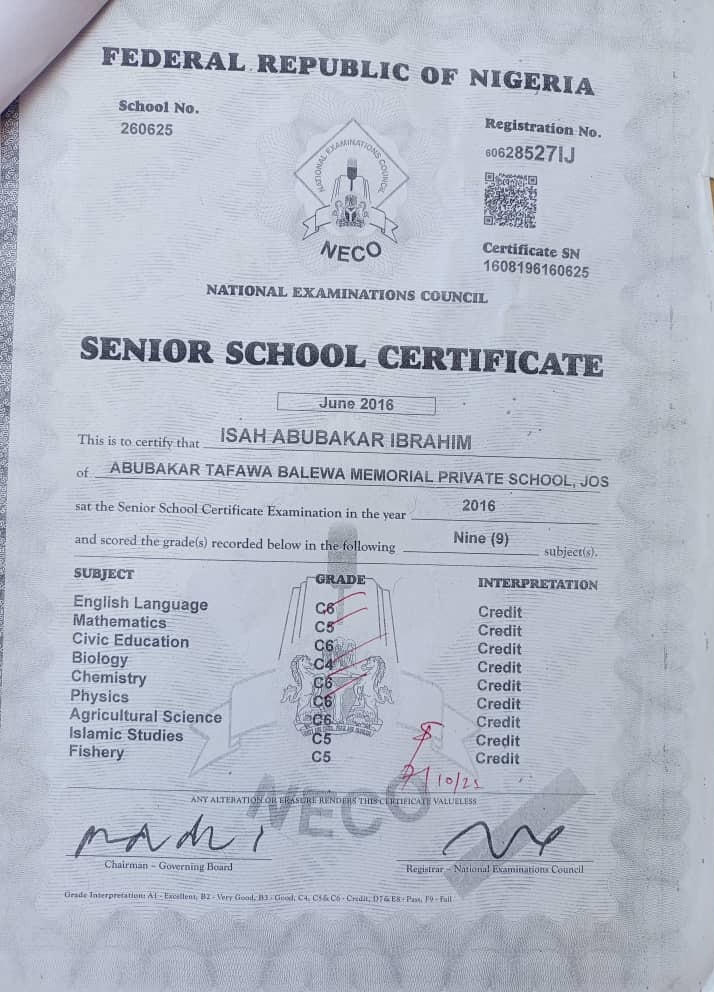 FEDERAL REPUBLIC OF NIGERIA
School No.
260625
Registration No.
60628527IJ
NATIONAL EXAMINATIONS COUNCIL
NECO
Certificate SN
1608196160625
NATIONAL EXAMINATIONS COUNCIL
SENIOR SCHOOL CERTIFICATE
June 2016
This is to certify that ISAH ABUBAKAR IBRAHIM
of ABUBAKAR TAFAWA BALEWA MEMORIAL PRIVATE SCHOOL, JOS
sat the Senior School Certificate Examination in the year 2016
and scored the grade(s) recorded below in the following Nine (9) subject(s).
SUBJECT GRADE INTERPRETATION
English Language C6 Credit
Mathematics C5 Credit
Civic Education C6 Credit
Biology C4 Credit
Chemistry C6 Credit
Physics C6 Credit
Agricultural Science C6 Credit
Islamic Studies C5 Credit
Fishery C5 Credit
NECO
ANY ALTERATION OR ERASURE RENDERS THIS CERTIFICATE VALUELESS
Chairman - Governing Board
Registrar - National Examinations Council
Grade Interpretation: A1 - Excellent, B2 - Very Good, B3 - Good, C4, C5 & C6 - Credit, D7 & E8 - Pass, F9 - Fail